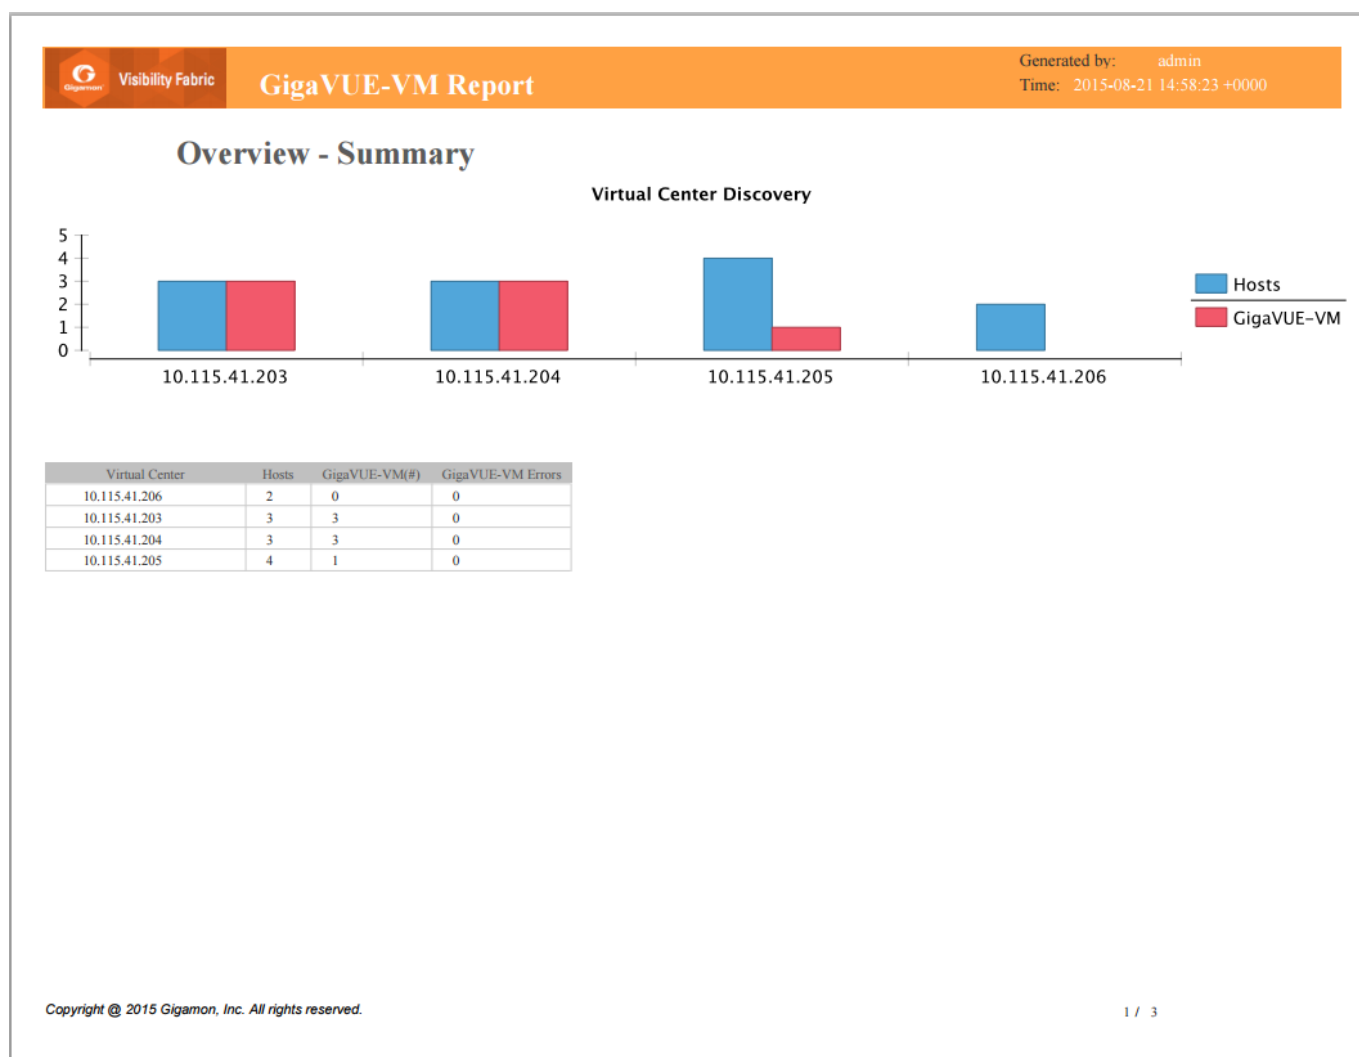 Gigamon Visibility Fabric GigaVUE-VM Report
Generated by: admin
Time: 2015-08-21 14:58:23 +0000
Overview - Summary
Virtual Center Discovery
5
4
3
2
1
0
10.115.41.203 10.115.41.204 10.115.41.205 10.115.41.206
Hosts
GigaVUE-VM
Virtual Center Hosts GigaVUE-VM(#) GigaVUE-VM Errors
10.115.41.206 2 0 0
10.115.41.203 3 3 0
10.115.41.204 3 3 0
10.115.41.205 4 1 0
Copyright @ 2015 Gigamon, Inc. All rights reserved.
1 / 3